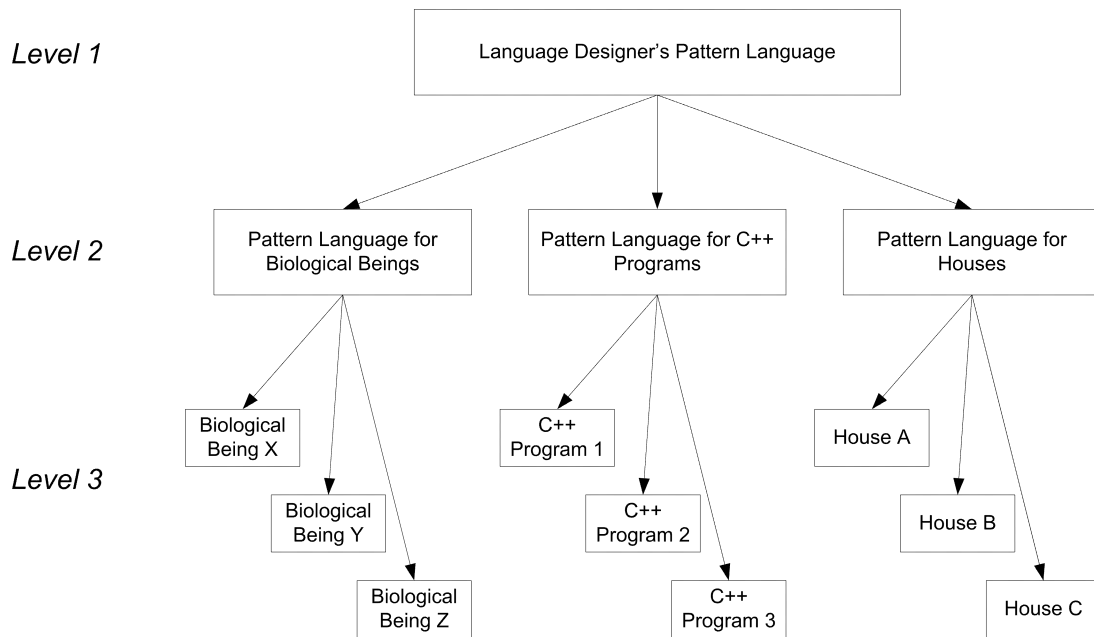 Level 1
Language Designer's Pattern Language
Level 2
Pattern Language for
Biological Beings
Pattern Language for C++
Programs
Pattern Language for
Houses
Level 3
Biological
Being X
C++
Program 1
House A
Biological
Being Y
C++
Program 2
House B
Biological
Being Z
C++
Program 3
House C